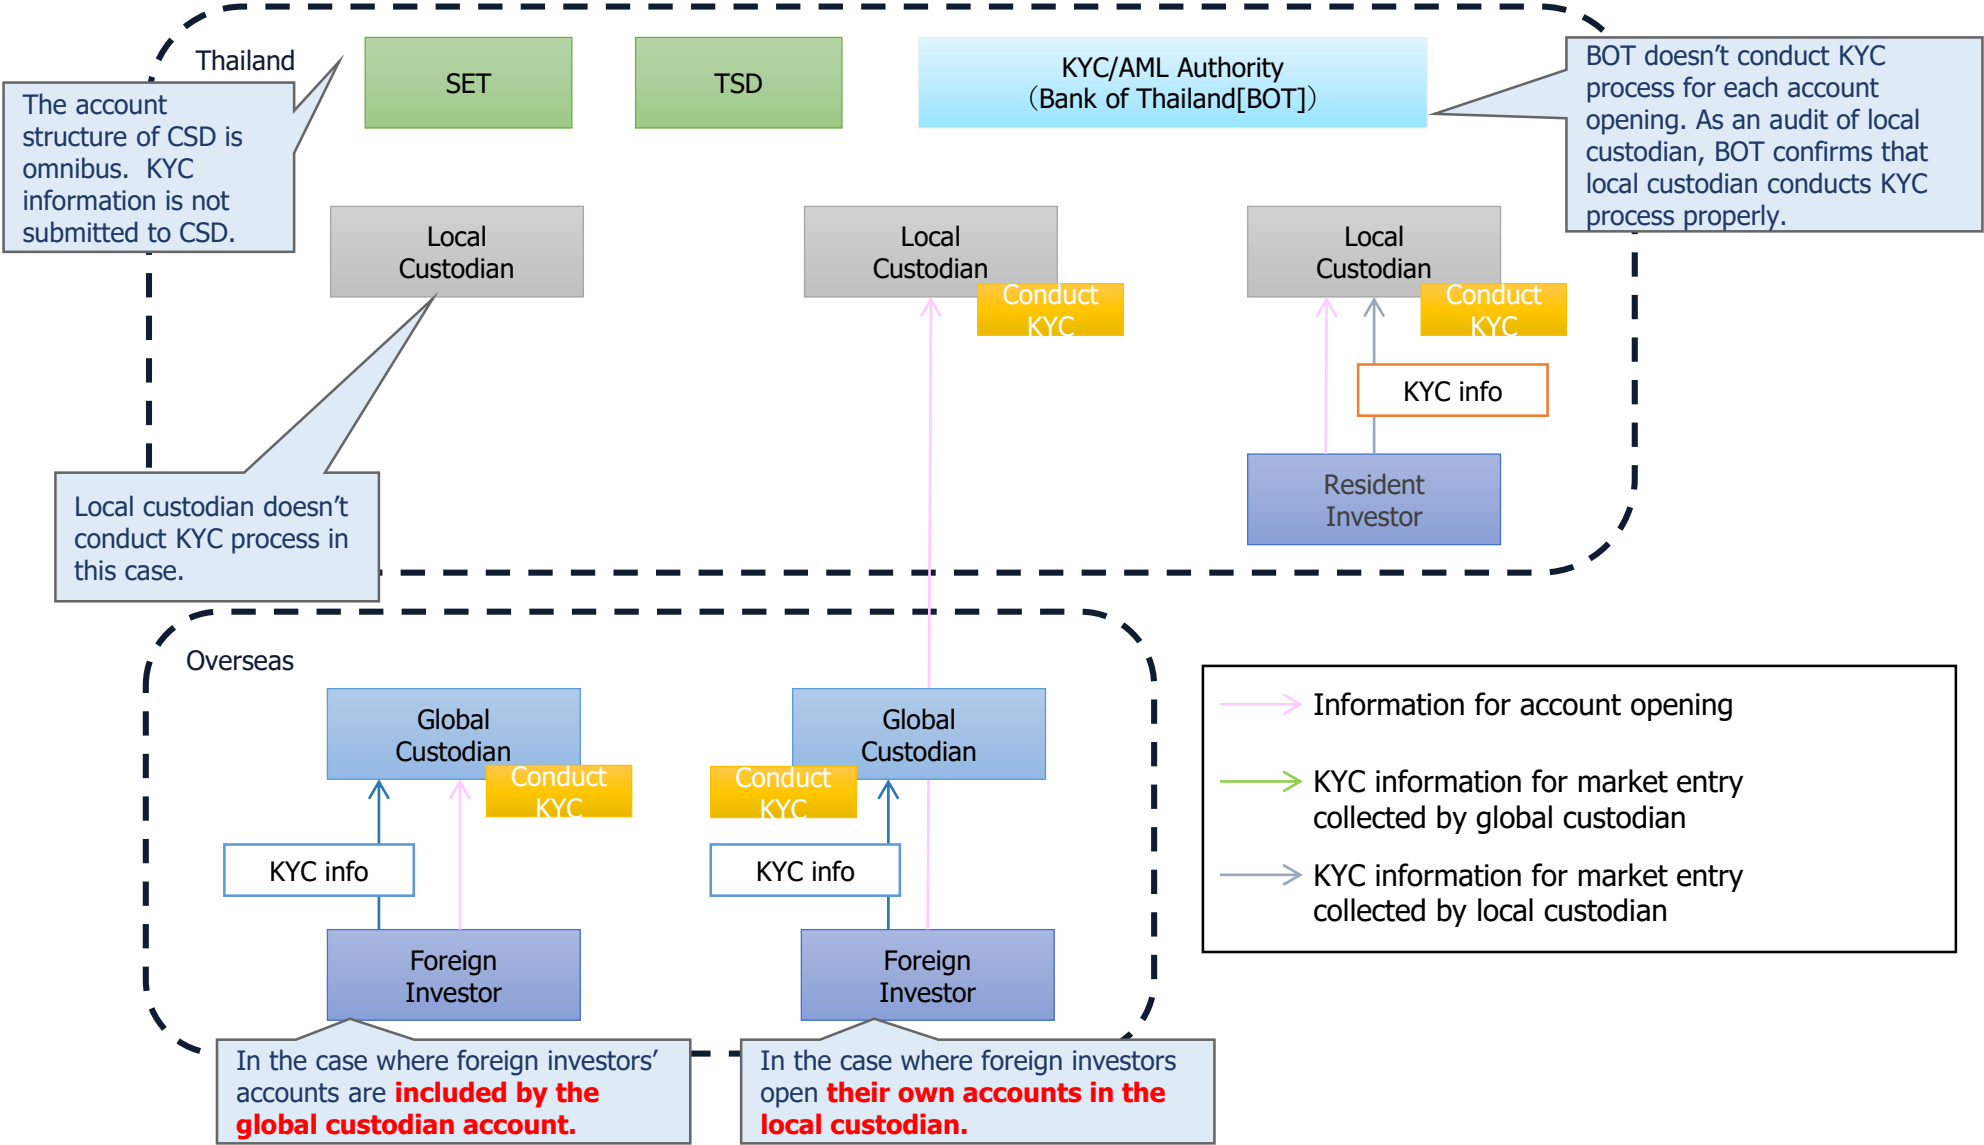 Thailand
SET
TSD
KYC/AML Authority
（Bank of Thailand[BOT]）
BOT doesn’t conduct KYC
process for each account
opening. As an audit of local
custodian, BOT confirms that
local custodian conducts KYC
process properly.
The account
structure of CSD is
omnibus.  KYC
information is not
submitted to CSD.
Local
Custodian
Local
Custodian
Conduct
KYC
Local
Custodian
Conduct
KYC
KYC info
Resident
Investor
Local custodian doesn’t
conduct KYC process in
this case.
Overseas
Global
Custodian
Conduct
KYC
KYC info
Foreign
Investor
Global
Custodian
Conduct
KYC
KYC info
Foreign
Investor
Information for account opening
KYC information for market entry
collected by global custodian
KYC information for market entry
collected by local custodian
In the case where foreign investors’
accounts are included by the
global custodian account.
In the case where foreign investors
open their own accounts in the
local custodian.